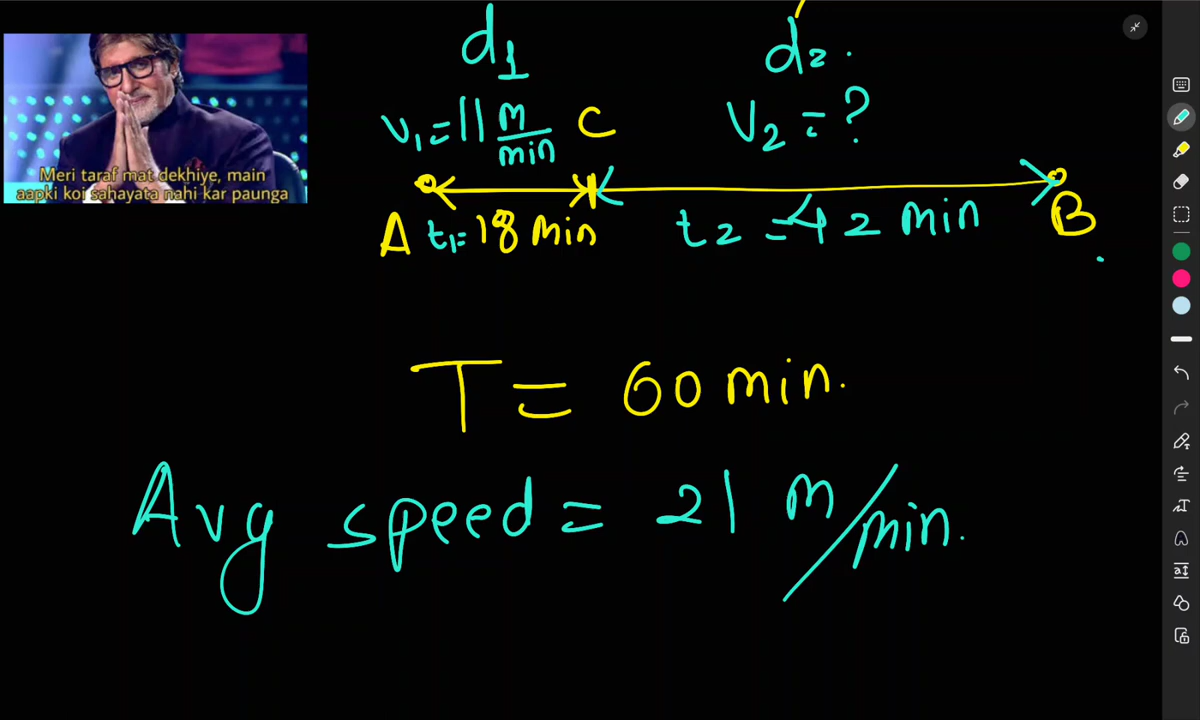 Meri taraf mat dekhiye, main
aapki koi sahayata nahi kar paunga
d1 d2.
v1 = 11 m/min C V2 = ?
A t1 = 18 min t2 = 42 min B
T = 60 min.
Avg speed = 21 m/min.